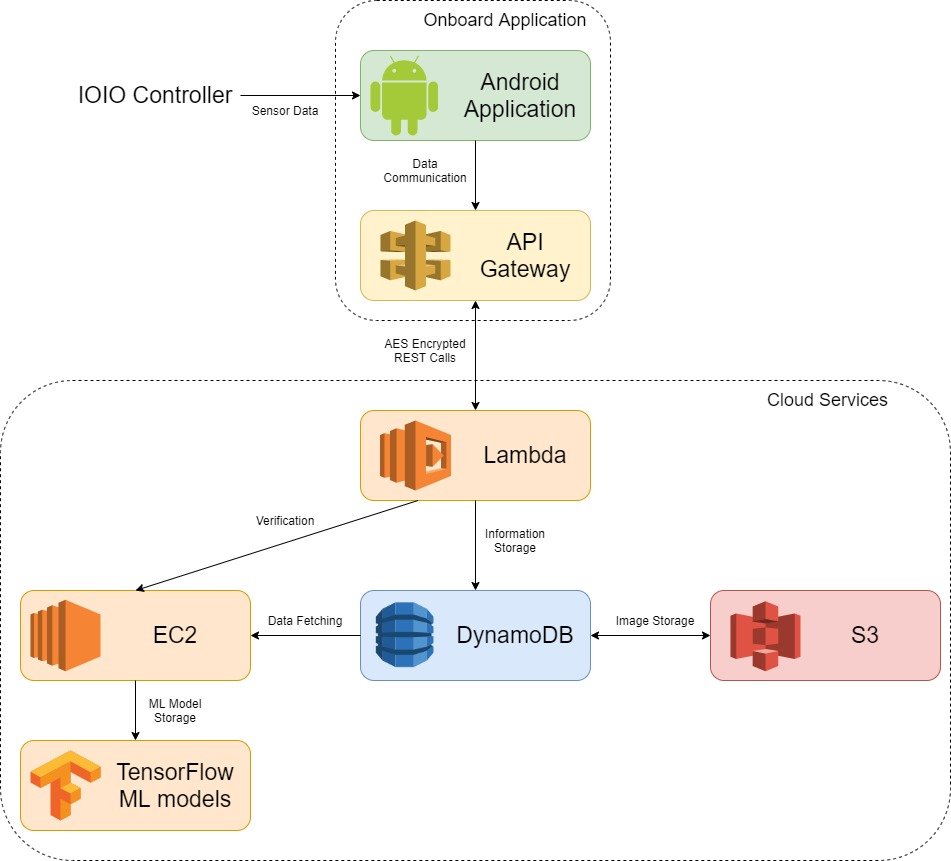 Onboard Application
Android
Application
IOIO Controller
Sensor Data
Data
Communication
API
Gateway
AES Encrypted
REST Calls
Cloud Services
Lambda
Verification
Information
Storage
EC2
Data Fetching
DynamoDB
Image Storage
S3
ML Model
Storage
TensorFlow
ML models